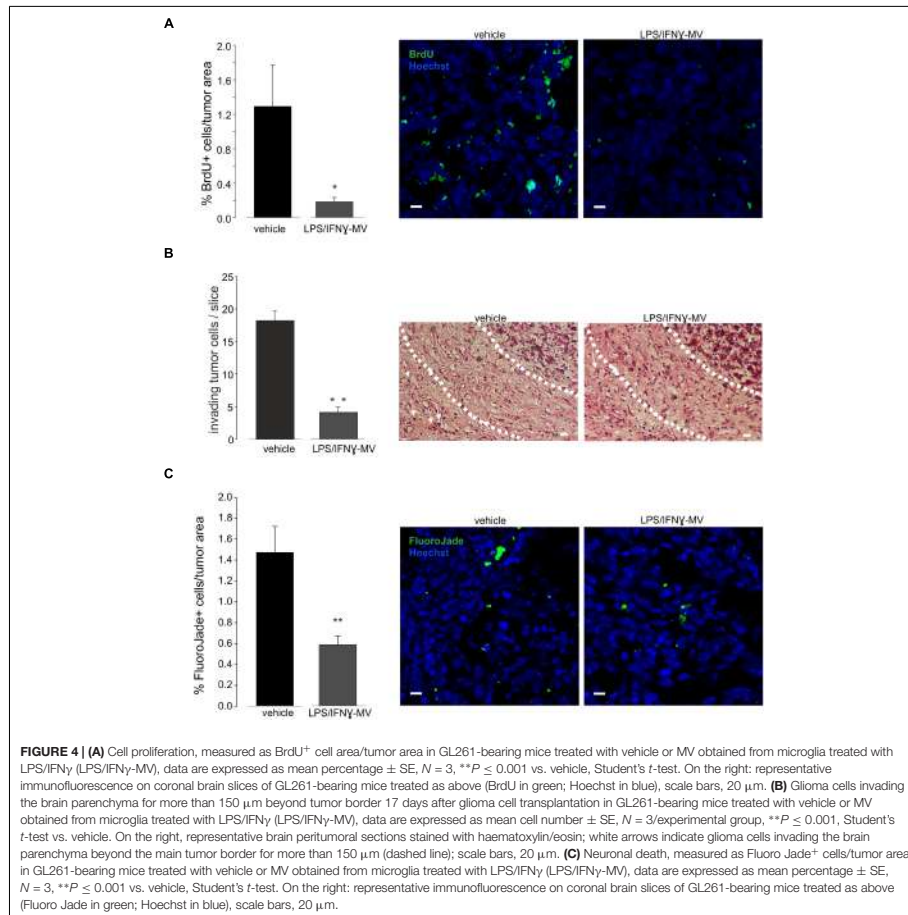 A
vehicle
LPS/IFNɣ-MV
% BrdU+ cells/tumor area
1.6
1.2
0.8
0.4
0.0
*
vehicle
LPS/IFNɣ-MV
BrdU
Hoechst
B
vehicle
LPS/IFNɣ-MV
invading tumor cells / slice
25
20
15
10
5
0
* *
vehicle
LPS/IFNɣ-MV
C
vehicle
LPS/IFNɣ-MV
% FluoroJade+ cells/tumor area
2.0
1.8
1.6
1.4
1.2
1.0
0.8
0.6
0.4
0.2
0.0
**
vehicle
LPS/IFNɣ-MV
FluoroJade
Hoechst
FIGURE 4 | (A) Cell proliferation, measured as BrdU⁺ cell area/tumor area in GL261-bearing mice treated with vehicle or MV obtained from microglia treated with
LPS/IFNγ (LPS/IFNγ-MV), data are expressed as mean percentage ± SE, N = 3, **P ≤ 0.001 vs. vehicle, Student's t-test. On the right: representative
immunofluorescence on coronal brain slices of GL261-bearing mice treated as above (BrdU in green; Hoechst in blue), scale bars, 20 μm. (B) Glioma cells invading
the brain parenchyma for more than 150 μm beyond tumor border 17 days after glioma cell transplantation in GL261-bearing mice treated with vehicle or MV
obtained from microglia treated with LPS/IFNγ (LPS/IFNγ-MV), data are expressed as mean cell number ± SE, N = 3/experimental group, **P ≤ 0.001, Student's
t-test vs. vehicle. On the right, representative brain peritumoral sections stained with haematoxylin/eosin; white arrows indicate glioma cells invading the brain
parenchyma beyond the main tumor border for more than 150 μm (dashed line); scale bars, 20 μm. (C) Neuronal death, measured as Fluoro Jade⁺ cells/tumor area
in GL261-bearing mice treated with vehicle or MV obtained from microglia treated with LPS/IFNγ (LPS/IFNγ-MV), data are expressed as mean percentage ± SE,
N = 3, **P ≤ 0.001 vs. vehicle, Student's t-test. On the right: representative immunofluorescence on coronal brain slices of GL261-bearing mice treated as above
(Fluoro Jade in green; Hoechst in blue), scale bars, 20 μm.